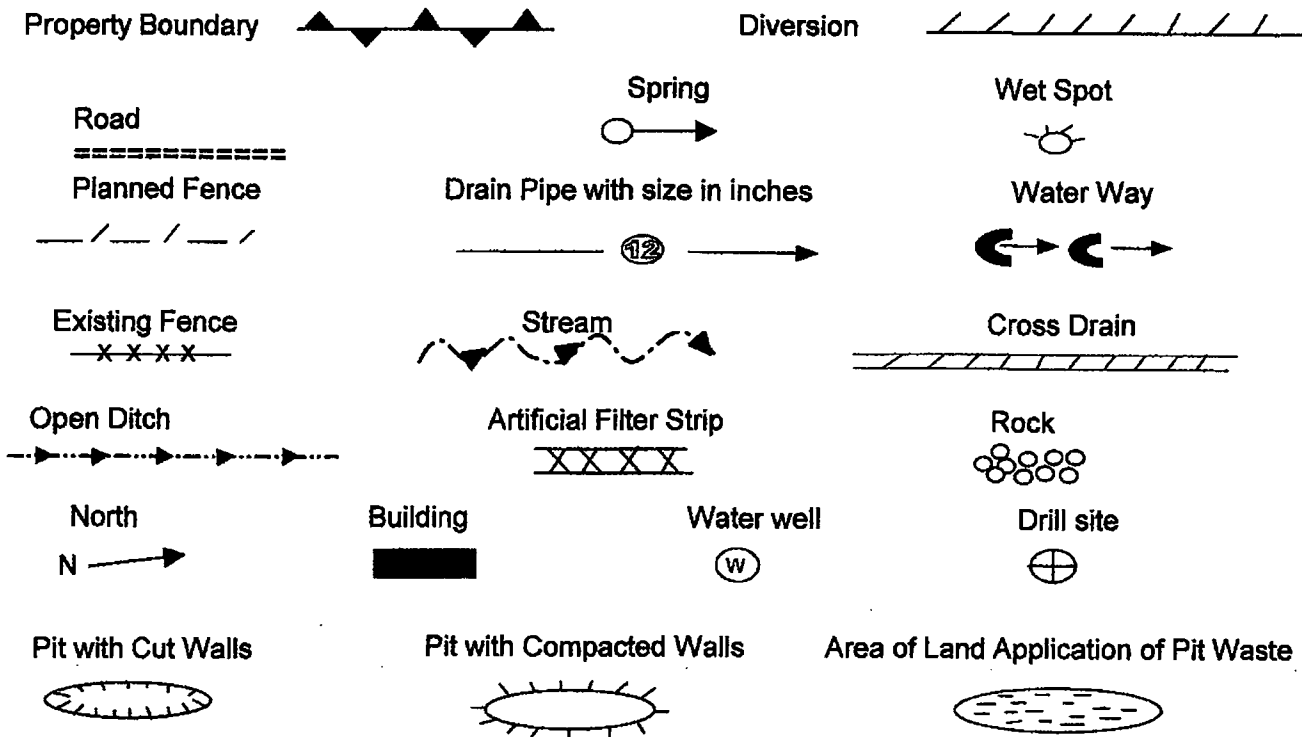 Property Boundary Diversion
Spring Wet Spot
Road
Planned Fence Drain Pipe with size in inches Water Way
12
Existing Fence Stream Cross Drain
X X X X
Open Ditch Artificial Filter Strip Rock
North Building Water well Drill site
N W
Pit with Cut Walls Pit with Compacted Walls Area of Land Application of Pit Waste